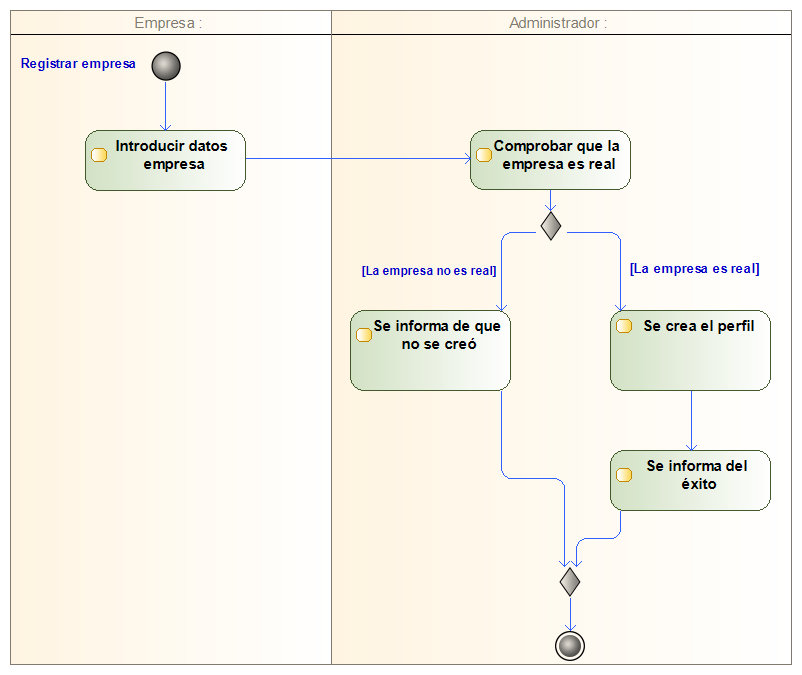 Empresa :
Administrador :
Registrar empresa
Introducir datos
empresa
Comprobar que la
empresa es real
[La empresa no es real]
[La empresa es real]
Se informa de que
no se creó
Se crea el perfil
Se informa del
éxito